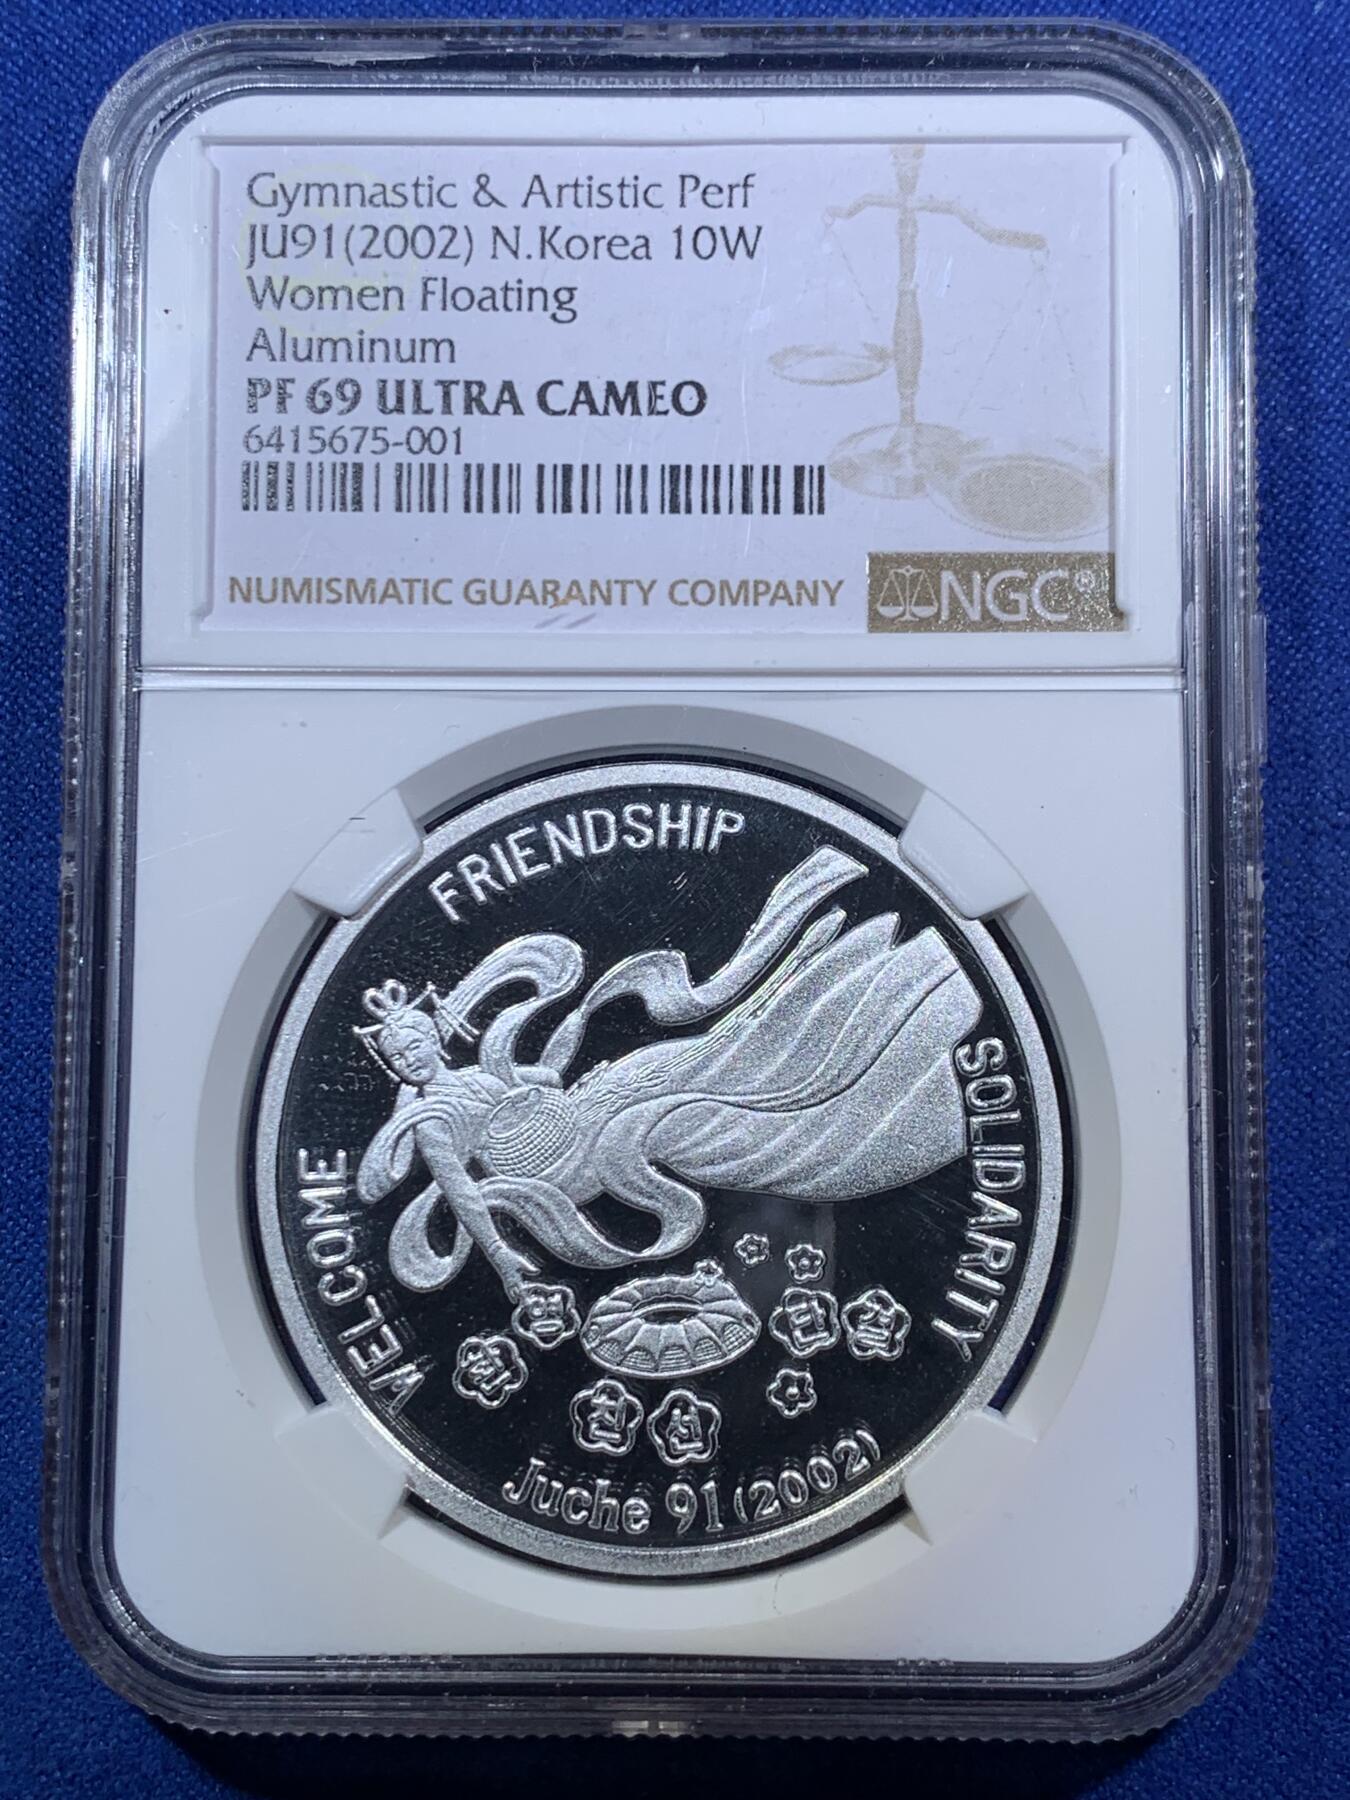 Gymnastic & Artistic Perf
JU91(2002) N.Korea 10W
Women Floating
Aluminum
PF 69 ULTRA CAMEO
6415675-001
NUMISMATIC GUARANTY COMPANY
NGC®
WELCOME
FRIENDSHIP
SOLIDARITY
환영
친선
단결
Juche 91 (2002)